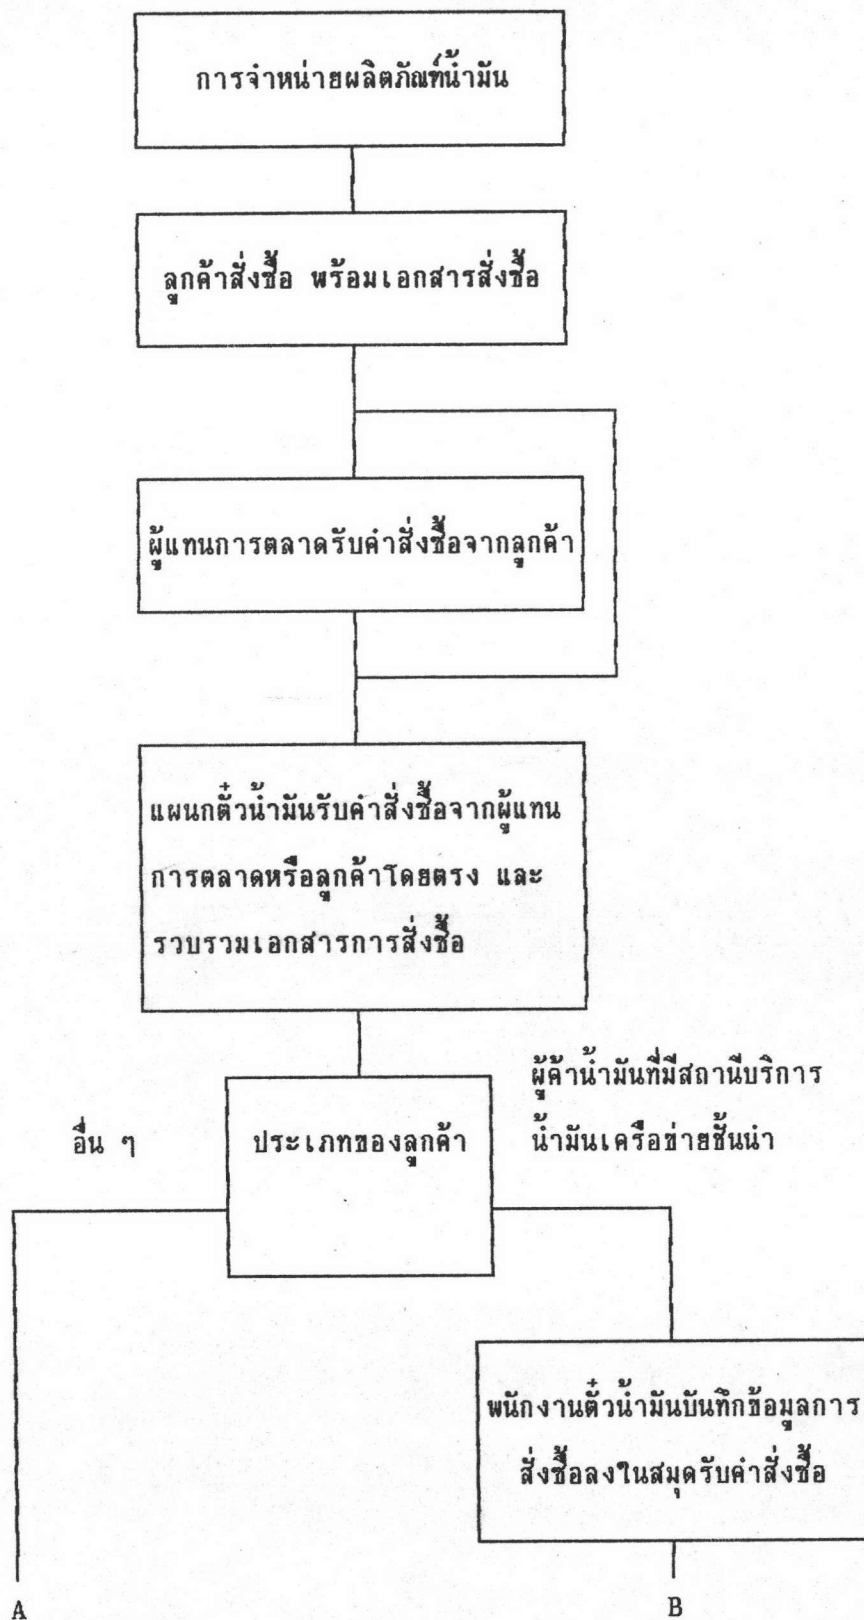 การจำหน่ายผลิตภัณฑ์น้ำมัน
ลูกค้าสั่งซื้อ พร้อมเอกสารสั่งซื้อ
ผู้แทนการตลาดรับคำสั่งซื้อจากลูกค้า
แผนกตั๋วน้ำมันรับคำสั่งซื้อจากผู้แทน
การตลาดหรือลูกค้าโดยตรง และ
รวบรวมเอกสารการสั่งซื้อ
ประเภทของลูกค้า
อื่น ๆ
ผู้ค้าน้ำมันที่มีสถานีบริการ
น้ำมันเครือข่ายชั้นนำ
พนักงานตั๋วน้ำมันบันทึกข้อมูลการ
สั่งซื้อลงในสมุดรับคำสั่งซื้อ
A
B